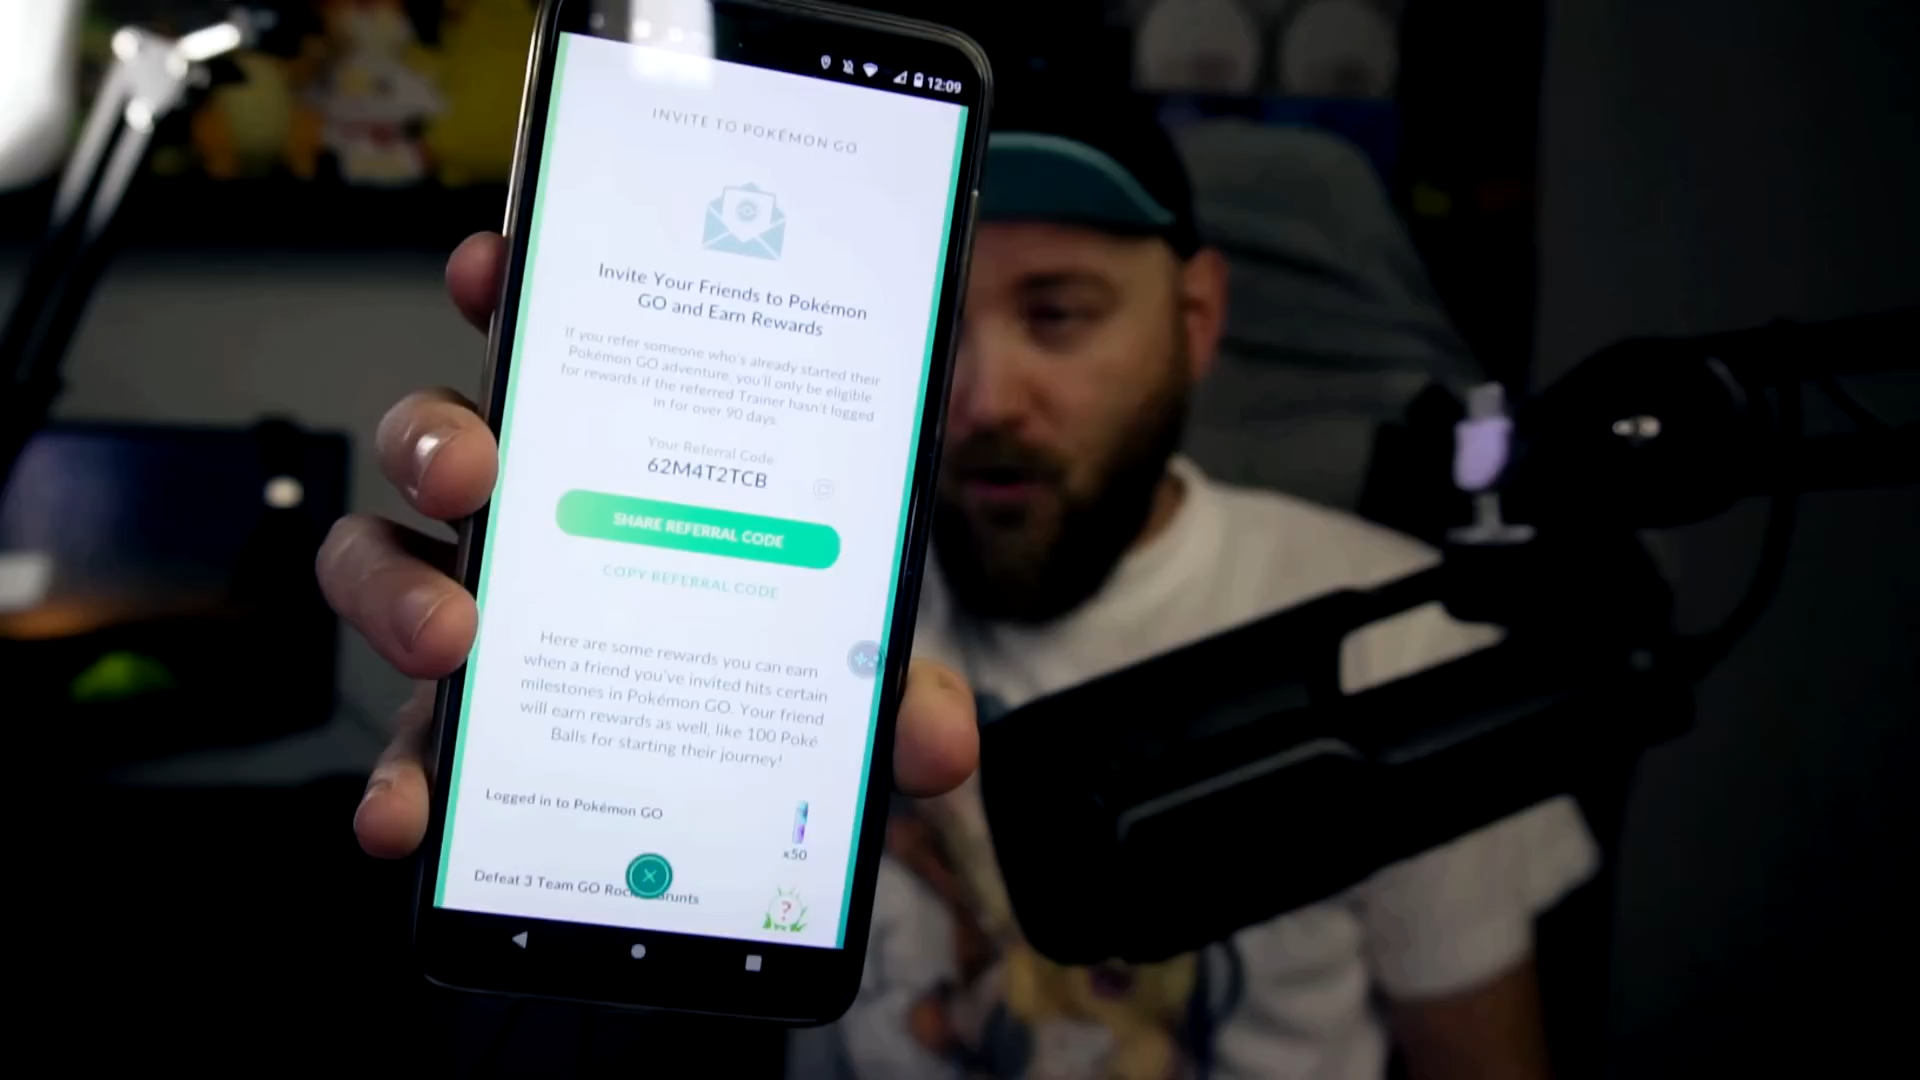 12:09
INVITE TO POKÉMON GO
Invite Your Friends to Pokémon
GO and Earn Rewards
If you refer someone who's already started their
Pokémon GO adventure, you'll only be eligible
for rewards if the referred Trainer hasn't logged
in for over 90 days.
Your Referral Code
62M4T2TCB
SHARE REFERRAL CODE
COPY REFERRAL CODE
Here are some rewards you can earn
when a friend you've invited hits certain
milestones in Pokémon GO. Your friend
will earn rewards as well, like 100 Poké
Balls for starting their journey!
Logged in to Pokémon GO
x50
Defeat 3 Team GO
?